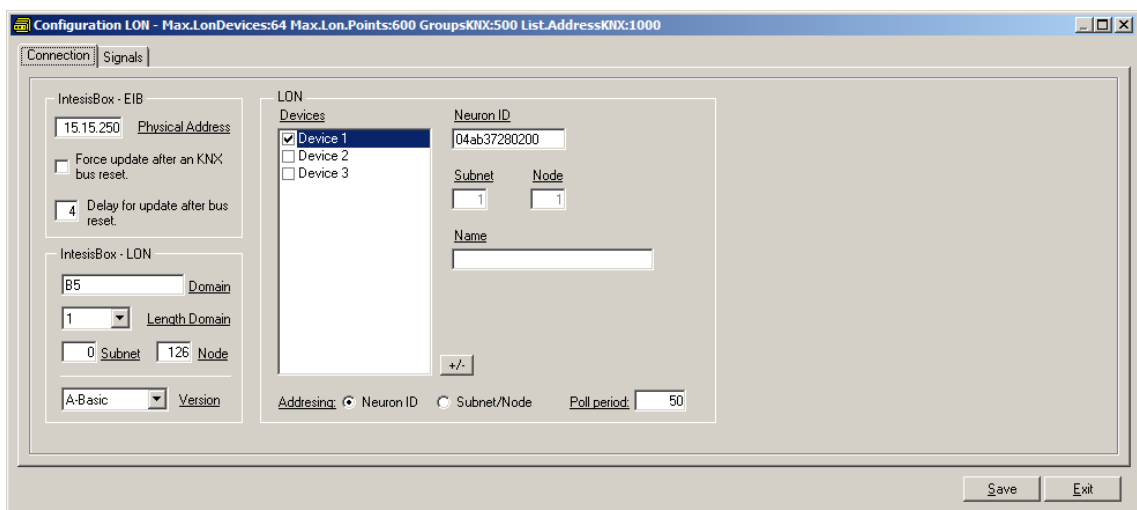 Configuration LON - Max.LonDevices:64 Max.Lon.Points:600 GroupsKNX:500 List.AddressKNX:1000
Connection Signals
IntesisBox - EIB
15.15.250 Physical Address
Force update after an KNX
bus reset.
4 Delay for update after bus
reset.
IntesisBox - LON
B5 Domain
1 Length Domain
0 Subnet 126 Node
A-Basic Version
LON
Devices
Device 1
Device 2
Device 3
Neuron ID
04ab37280200
Subnet Node
1 1
Name
+/-
Addresing: Neuron ID Subnet/Node Poll period: 50
Save Exit